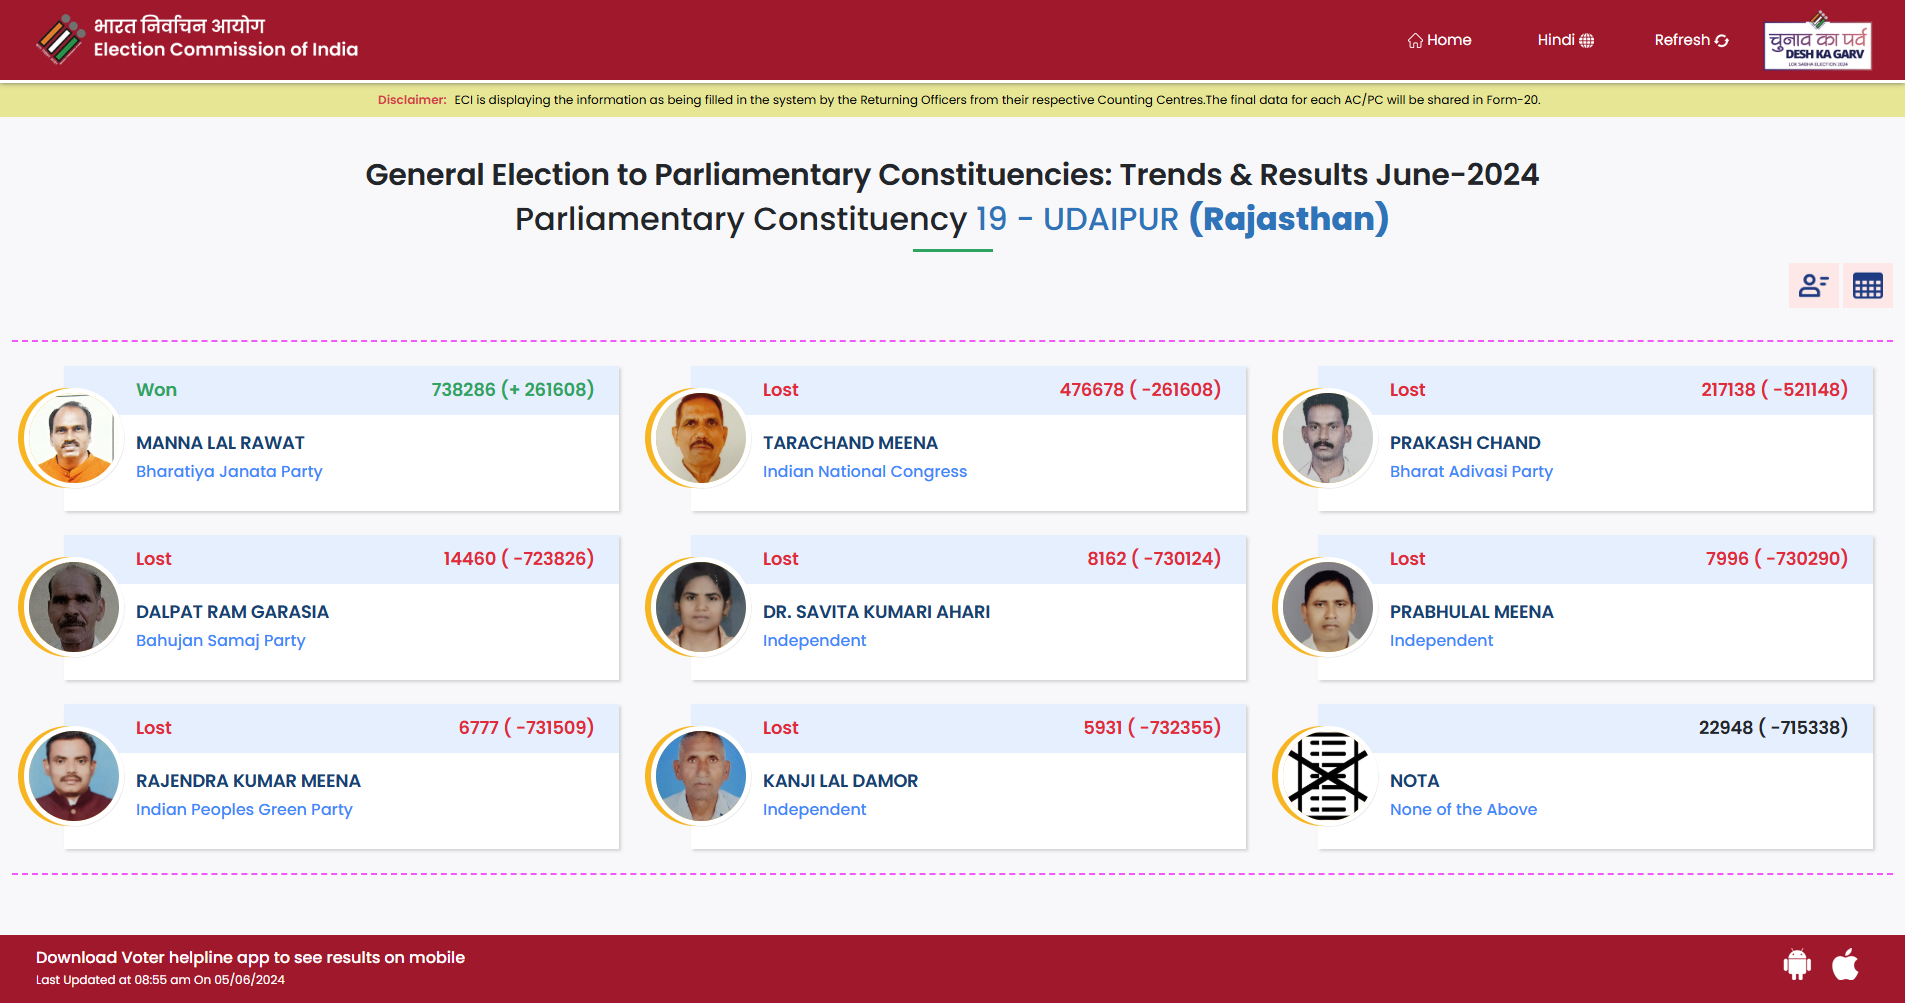 भारत निर्वाचन आयोग
Election Commission of India
Home
Hindi
Refresh
चुनाव का पर्व
DESH KA GARV
LOK SABHA ELECTION 2024
Disclaimer: ECI is displaying the information as being filled in the system by the Returning Officers from their respective Counting Centres.The final data for each AC/PC will be shared in Form-20.
General Election to Parliamentary Constituencies: Trends & Results June-2024
Parliamentary Constituency 19 - UDAIPUR (Rajasthan)
Won 738286 (+ 261608)
MANNA LAL RAWAT
Bharatiya Janata Party
Lost 476678 ( -261608)
TARACHAND MEENA
Indian National Congress
Lost 217138 ( -521148)
PRAKASH CHAND
Bharat Adivasi Party
Lost 14460 ( -723826)
DALPAT RAM GARASIA
Bahujan Samaj Party
Lost 8162 ( -730124)
DR. SAVITA KUMARI AHARI
Independent
Lost 7996 ( -730290)
PRABHULAL MEENA
Independent
Lost 6777 ( -731509)
RAJENDRA KUMAR MEENA
Indian Peoples Green Party
Lost 5931 ( -732355)
KANJI LAL DAMOR
Independent
22948 ( -715338)
NOTA
None of the Above
Download Voter helpline app to see results on mobile
Last Updated at 08:55 am On 05/06/2024